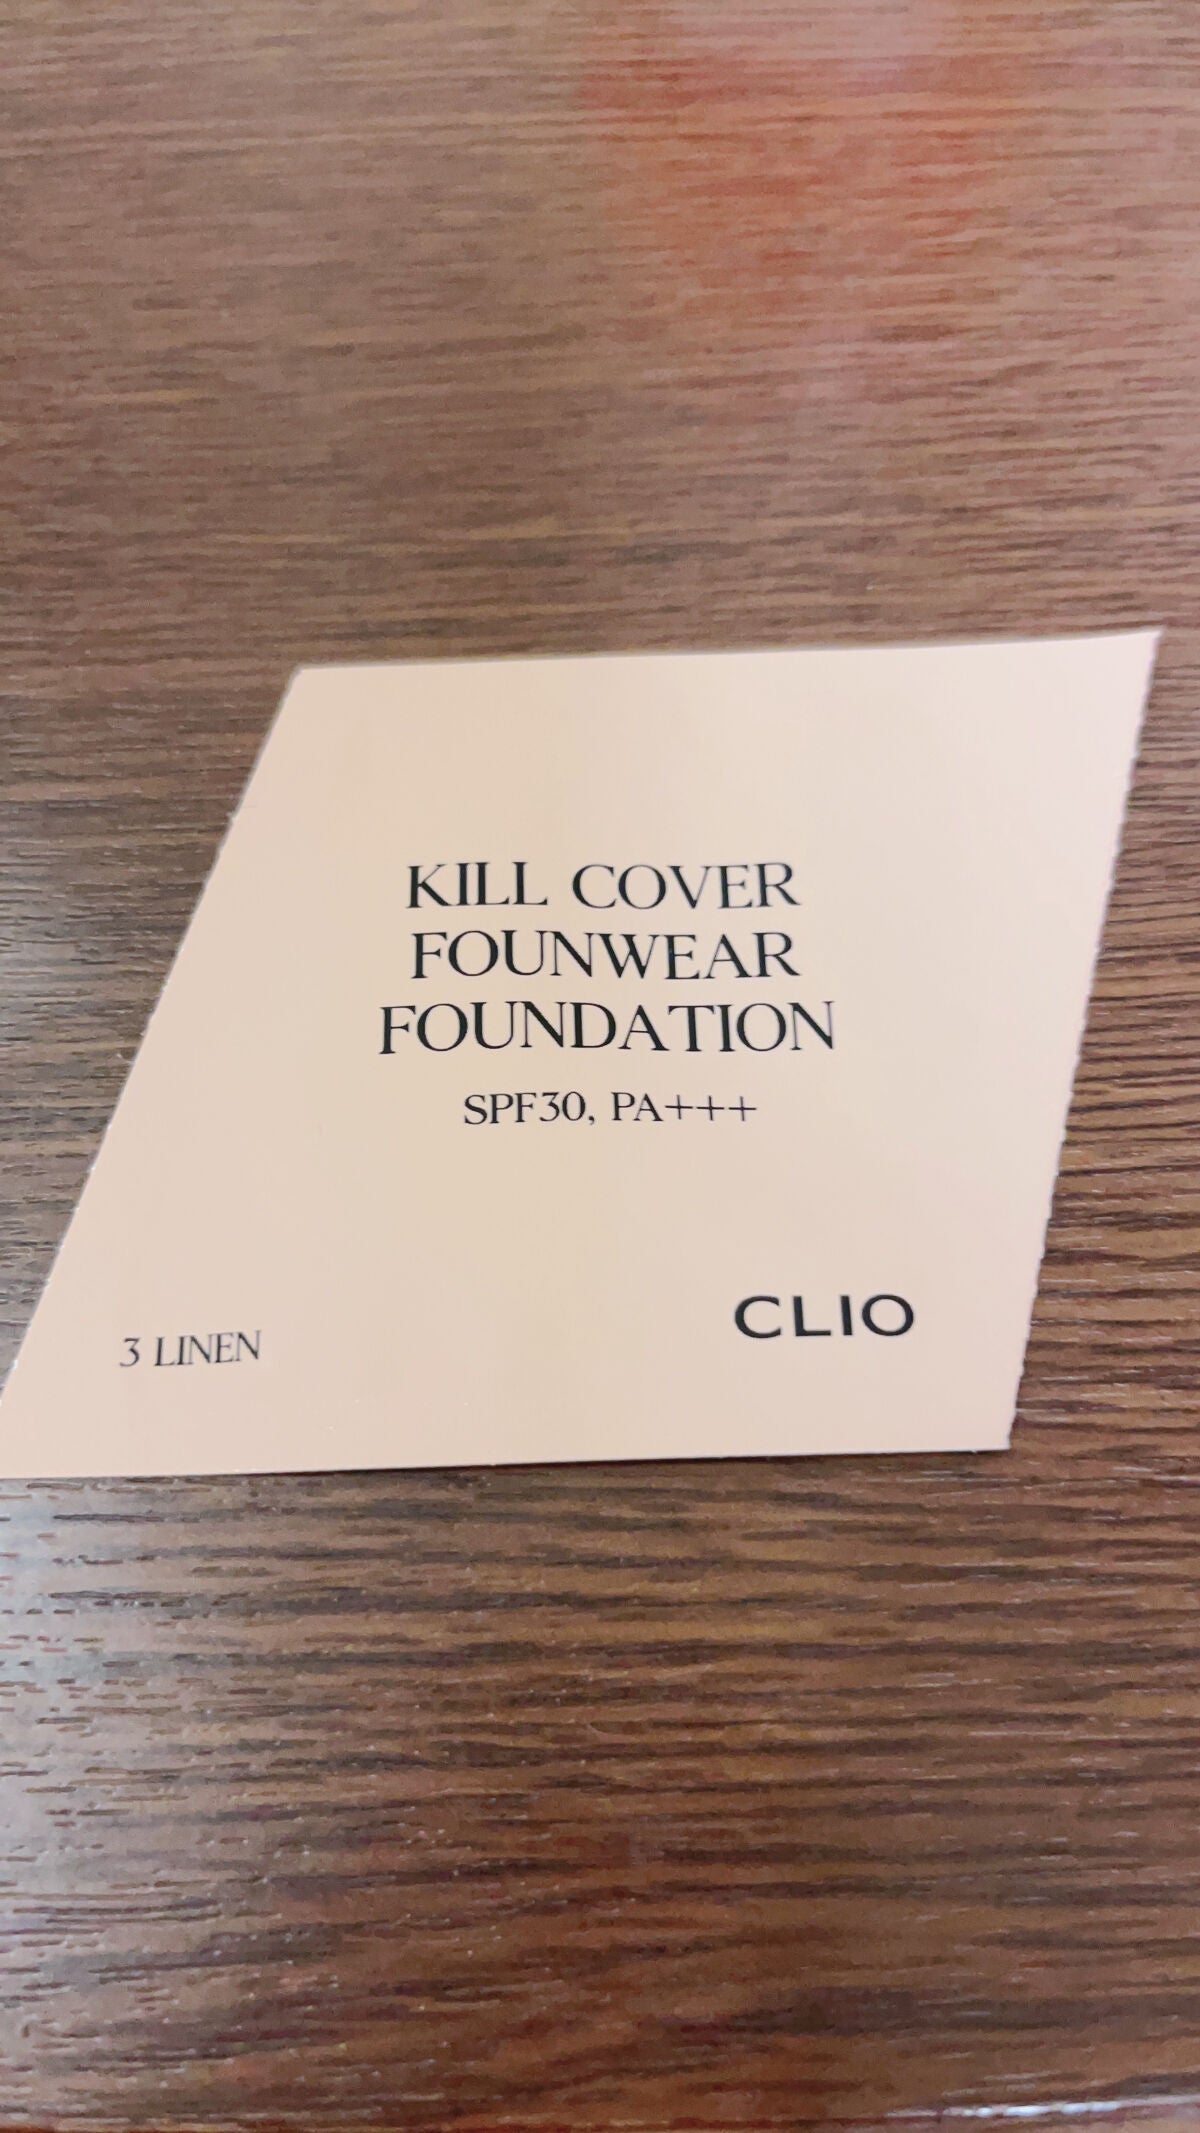 KILL COVER
FOUNWEAR
FOUNDATION
SPF30, PA+++
3 LINEN
CLIO